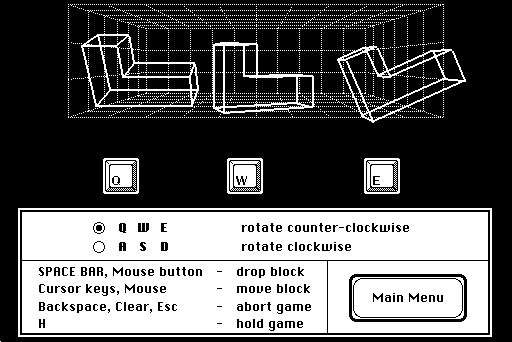 Q W E
Q W E rotate counter-clockwise
A S D rotate clockwise
SPACE BAR, Mouse button - drop block
Cursor keys, Mouse - move block
Backspace, Clear, Esc - abort game
H - hold game
Main Menu